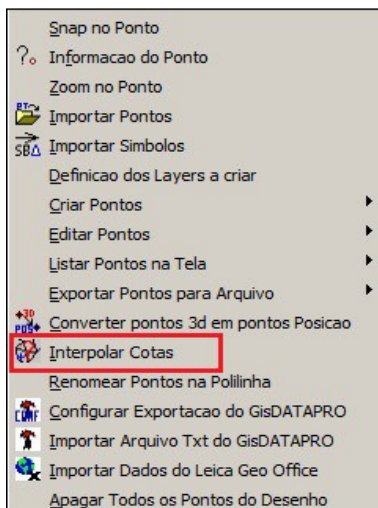 Snap no Ponto
Informacao do Ponto
Zoom no Ponto
Importar Pontos
Importar Simbolos
Definicao dos Layers a criar
Criar Pontos
Editar Pontos
Listar Pontos na Tela
Exportar Pontos para Arquivo
Converter pontos 3d em pontos Posicao
Interpolar Cotas
Renomear Pontos na Polilinha
Configurar Exportacao do GisDATAPRO
Importar Arquivo Txt do GisDATAPRO
Importar Dados do Leica Geo Office
Apagar Todos os Pontos do Desenho